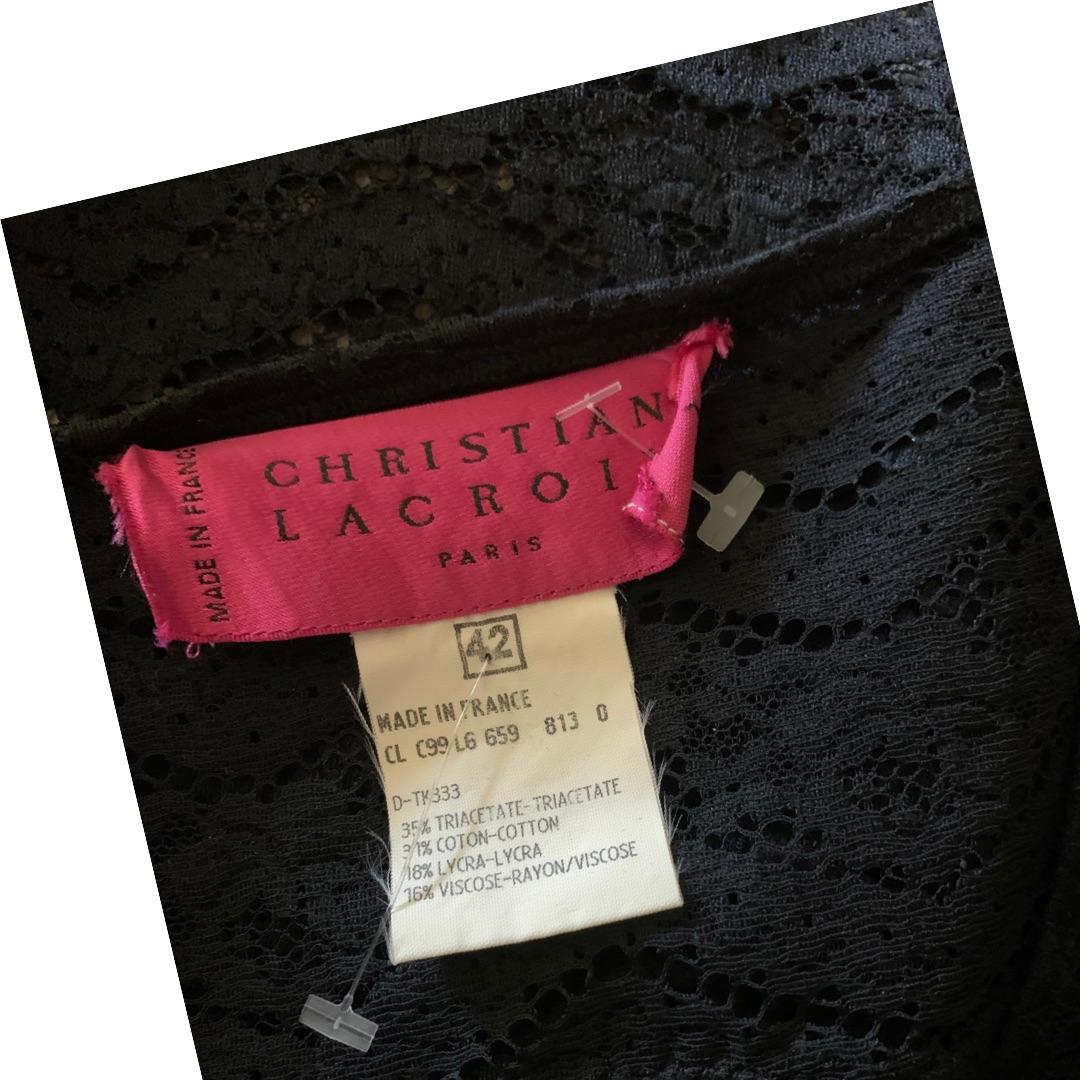 MADE IN FRANCE
CHRISTIAN
LACROI
PARIS
42
MADE IN FRANCE
CL C99 L6 659 813 0
D-TK333
35% TRIACETATE-TRIACETATE
31% COTON-COTTON
18% LYCRA-LYCRA
16% VISCOSE-RAYON/VISCOSE